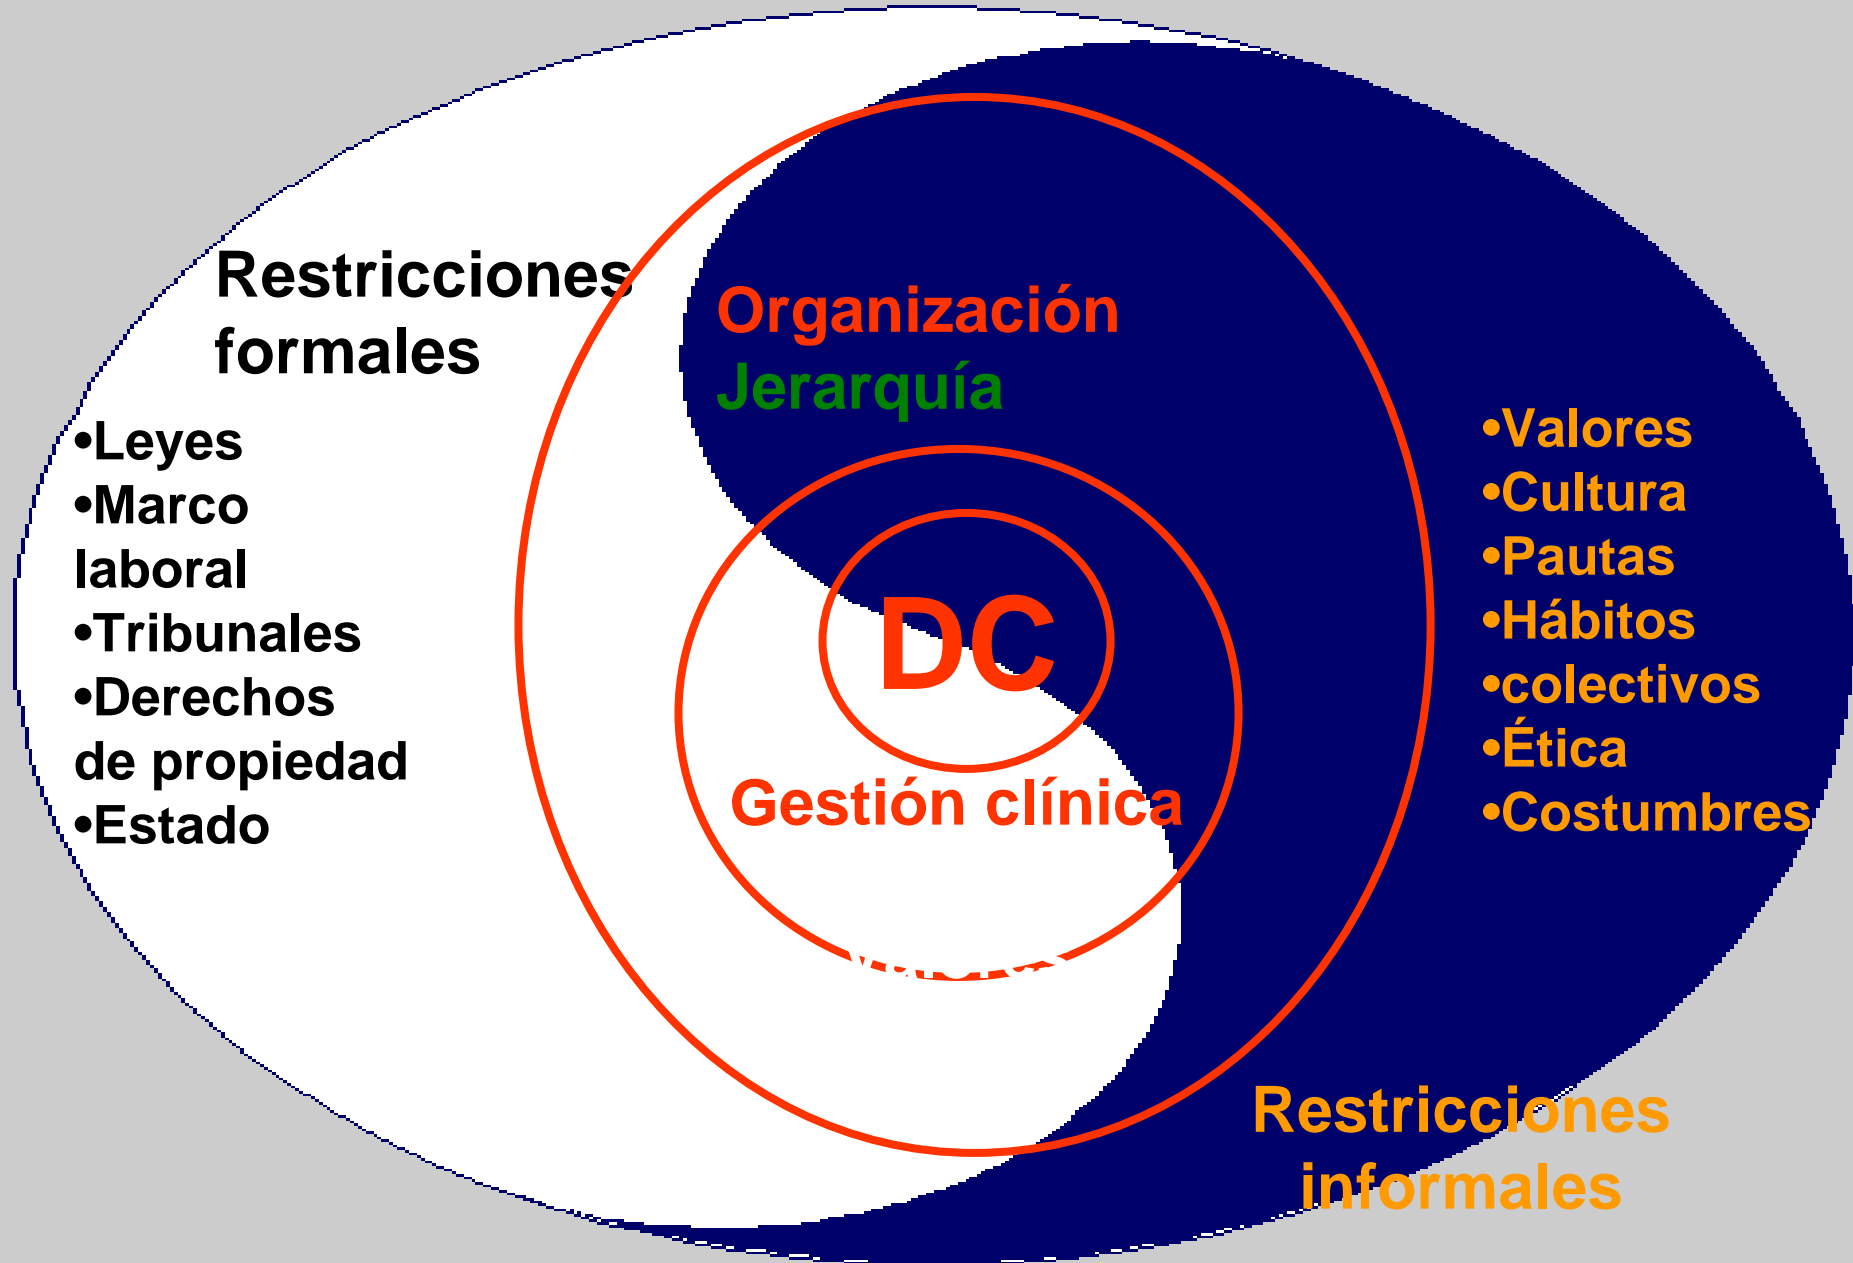 Restricciones
formales
•Leyes
•Marco
laboral
•Tribunales
•Derechos
de propiedad
•Estado
Organización
Jerarquía
DC
Gestión clínica
•Valores
•Cultura
•Pautas
•Hábitos
•colectivos
•Ética
•Costumbres
Restricciones
informales